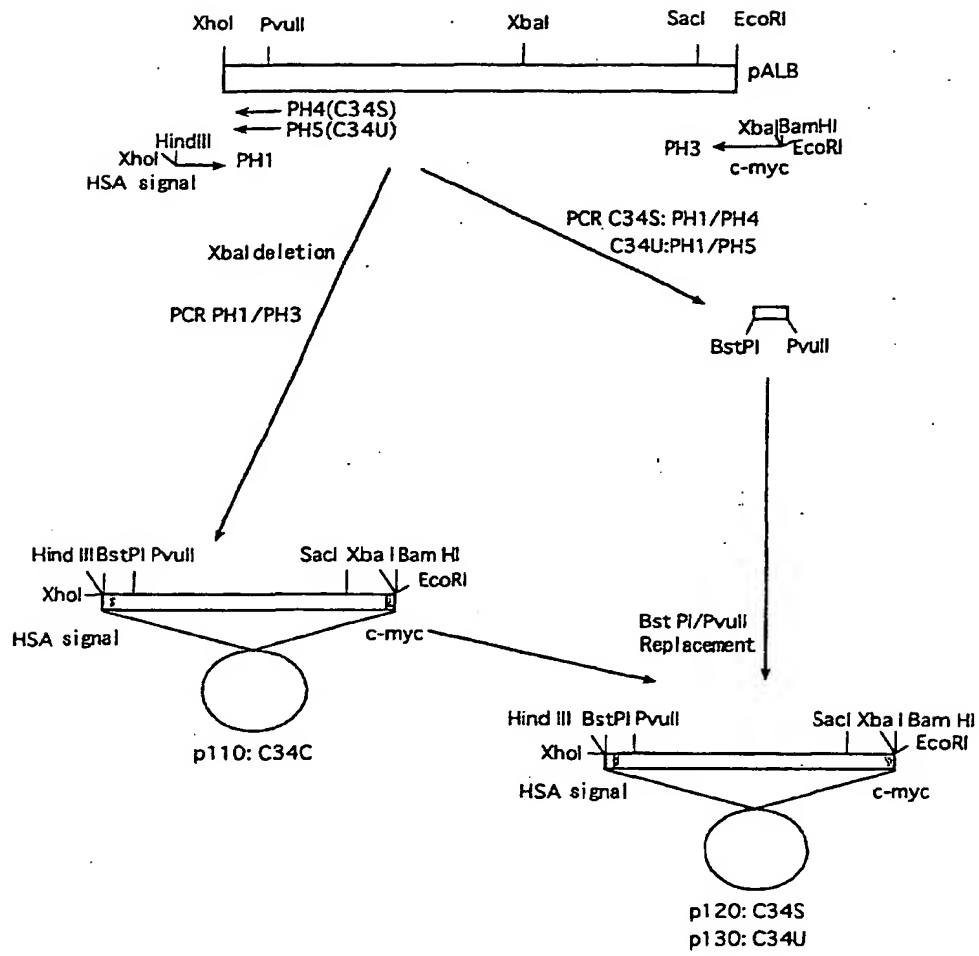 XhoI PvuII XbaI SacI EcoRI
pALB
PH4(C34S)
PH5(C34U)
HindIII
XhoI PH1
HSA signal
XbaI BamHI
PH3 EcoRI
c-myc
PCR C34S: PH1/PH4
C34U:PH1/PH5
XbaI deletion
PCR PH1/PH3
BstPI PvuII
Hind III BstPI PvuII SacI Xba I Bam HI
XhoI EcoRI
HSA signal c-myc
p110: C34C
Bst PI/PvuII
Replacement
Hind III BstPI PvuII SacI Xba I Bam HI
XhoI EcoRI
HSA signal c-myc
p120: C34S
p130: C34U